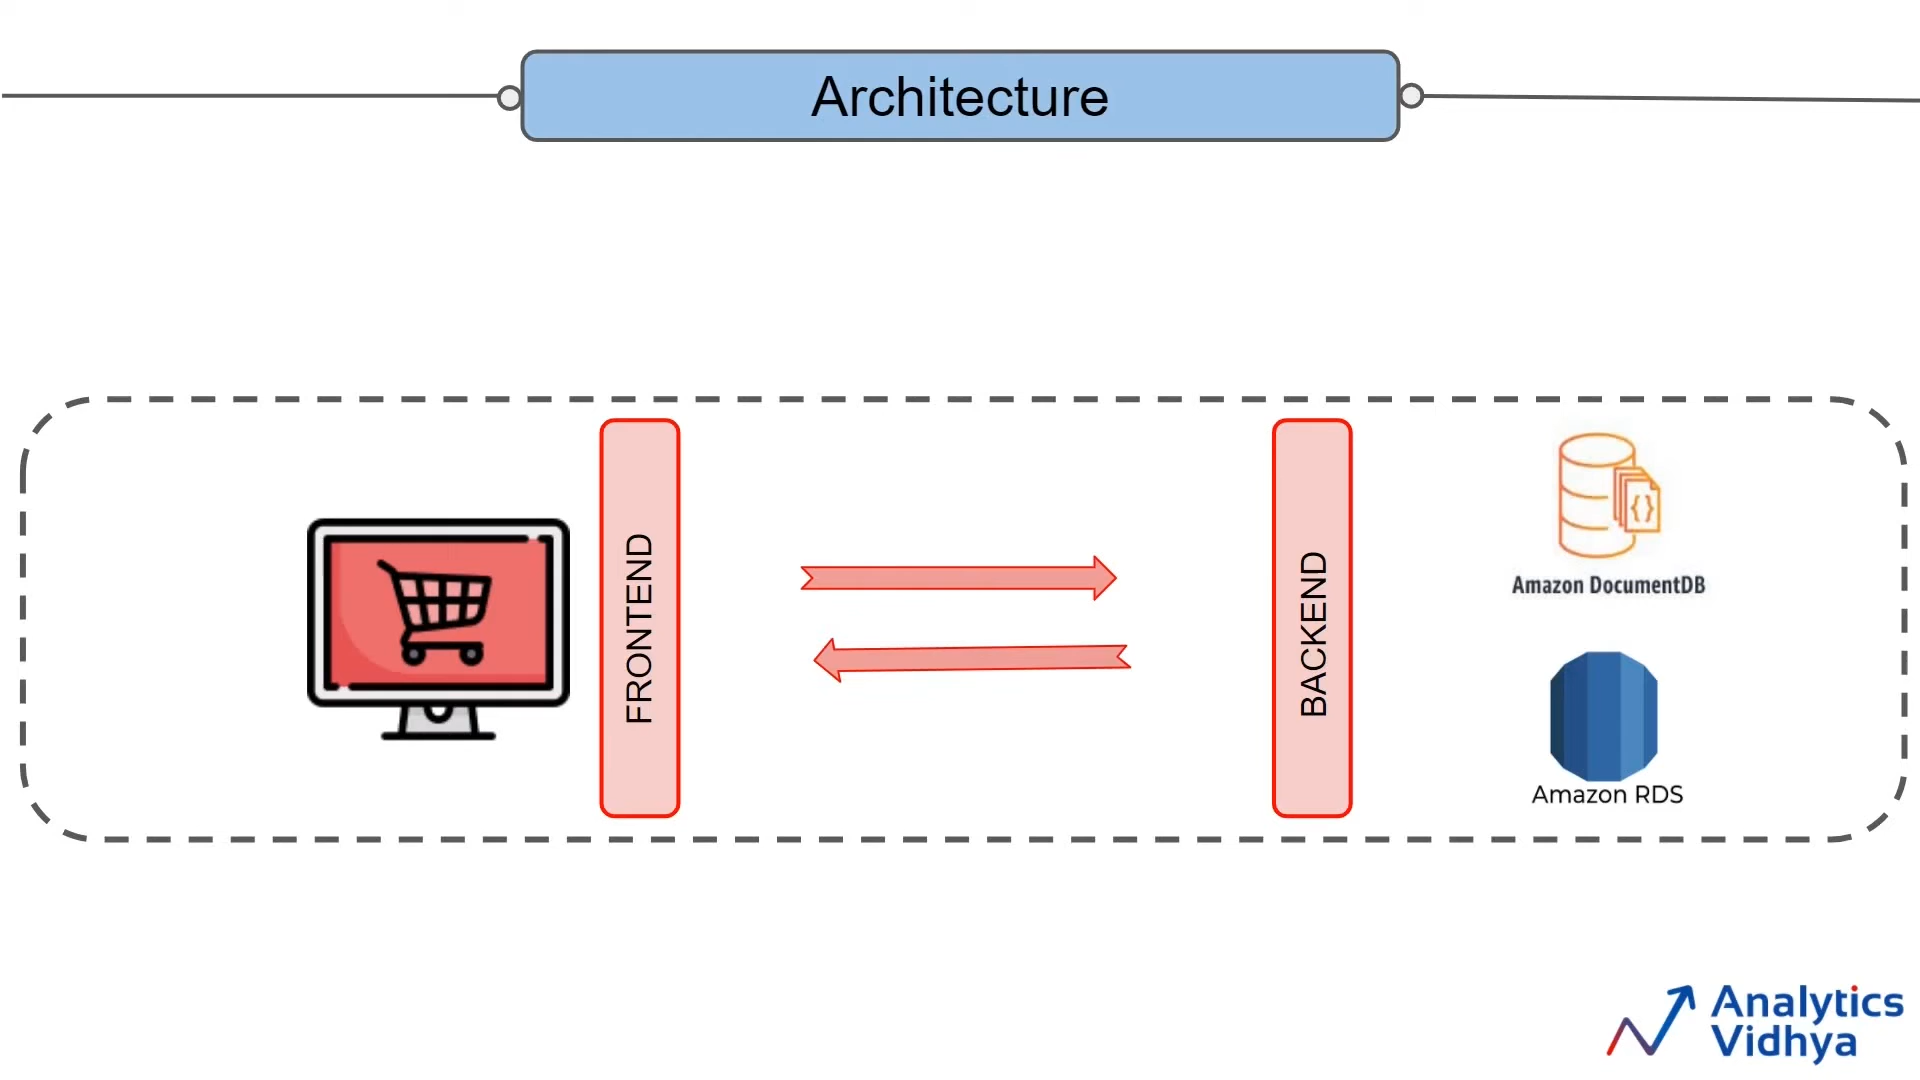 Architecture
FRONTEND
BACKEND
{}
Amazon DocumentDB
Amazon RDS
Analytics
Vidhya